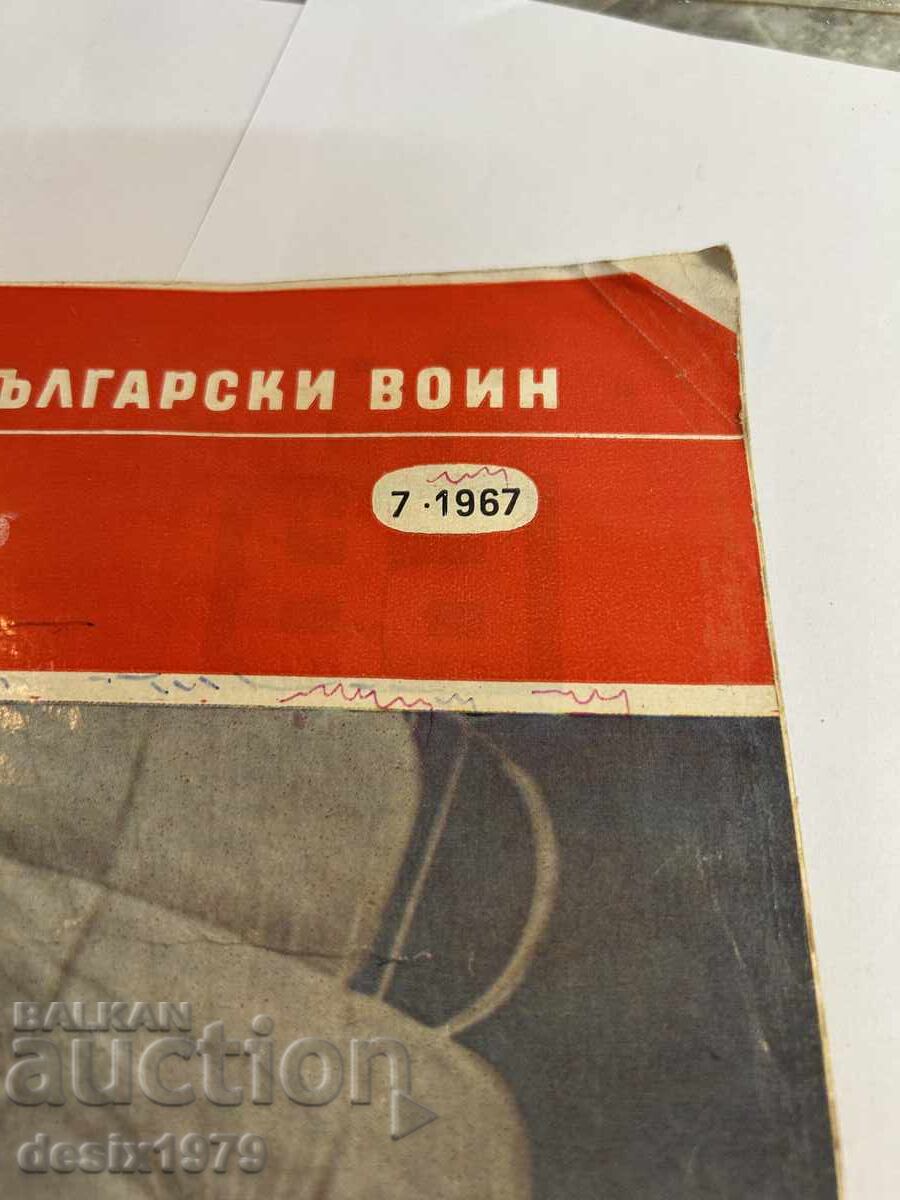 ЪЛГАРСКИ ВОИН
7 · 1967
BALKAN
auction
desix1979